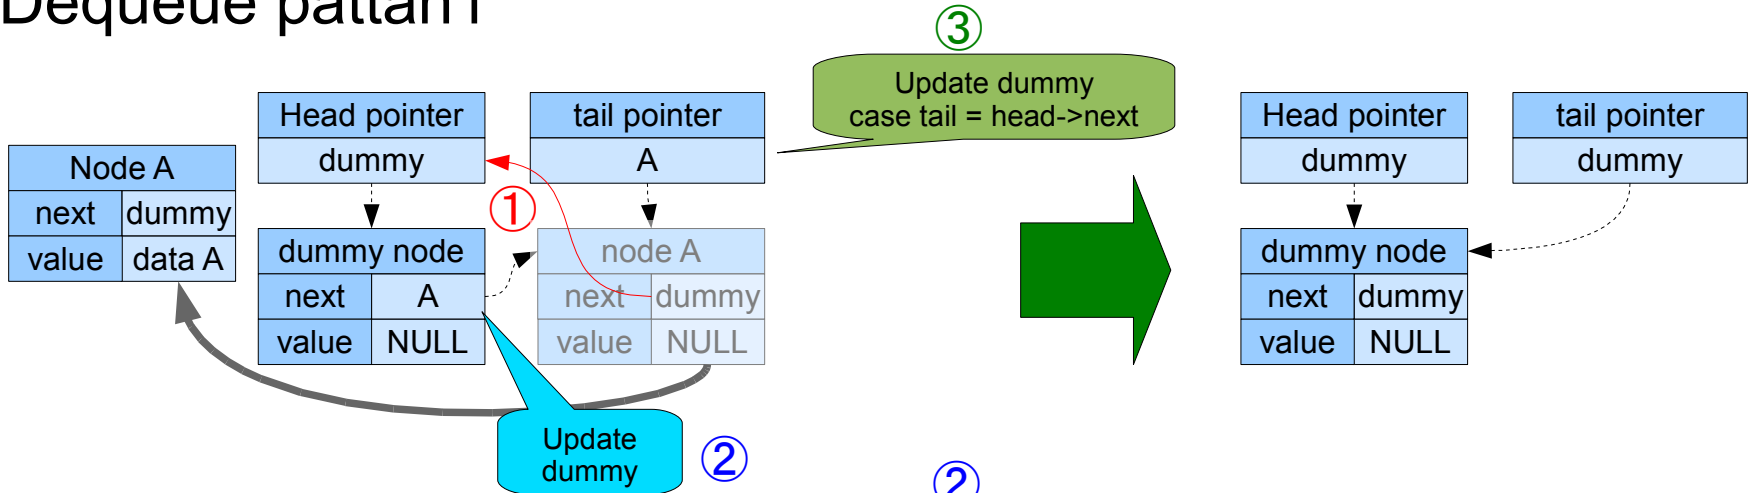 Dequeue pattan1
③
Update dummy
case tail = head->next
Head pointer
dummy
tail pointer
A
Head pointer
dummy
tail pointer
dummy
Node A
next dummy
value data A
①
dummy node
next A
value NULL
node A
next dummy
value NULL
dummy node
next dummy
value NULL
Update
dummy
②
②